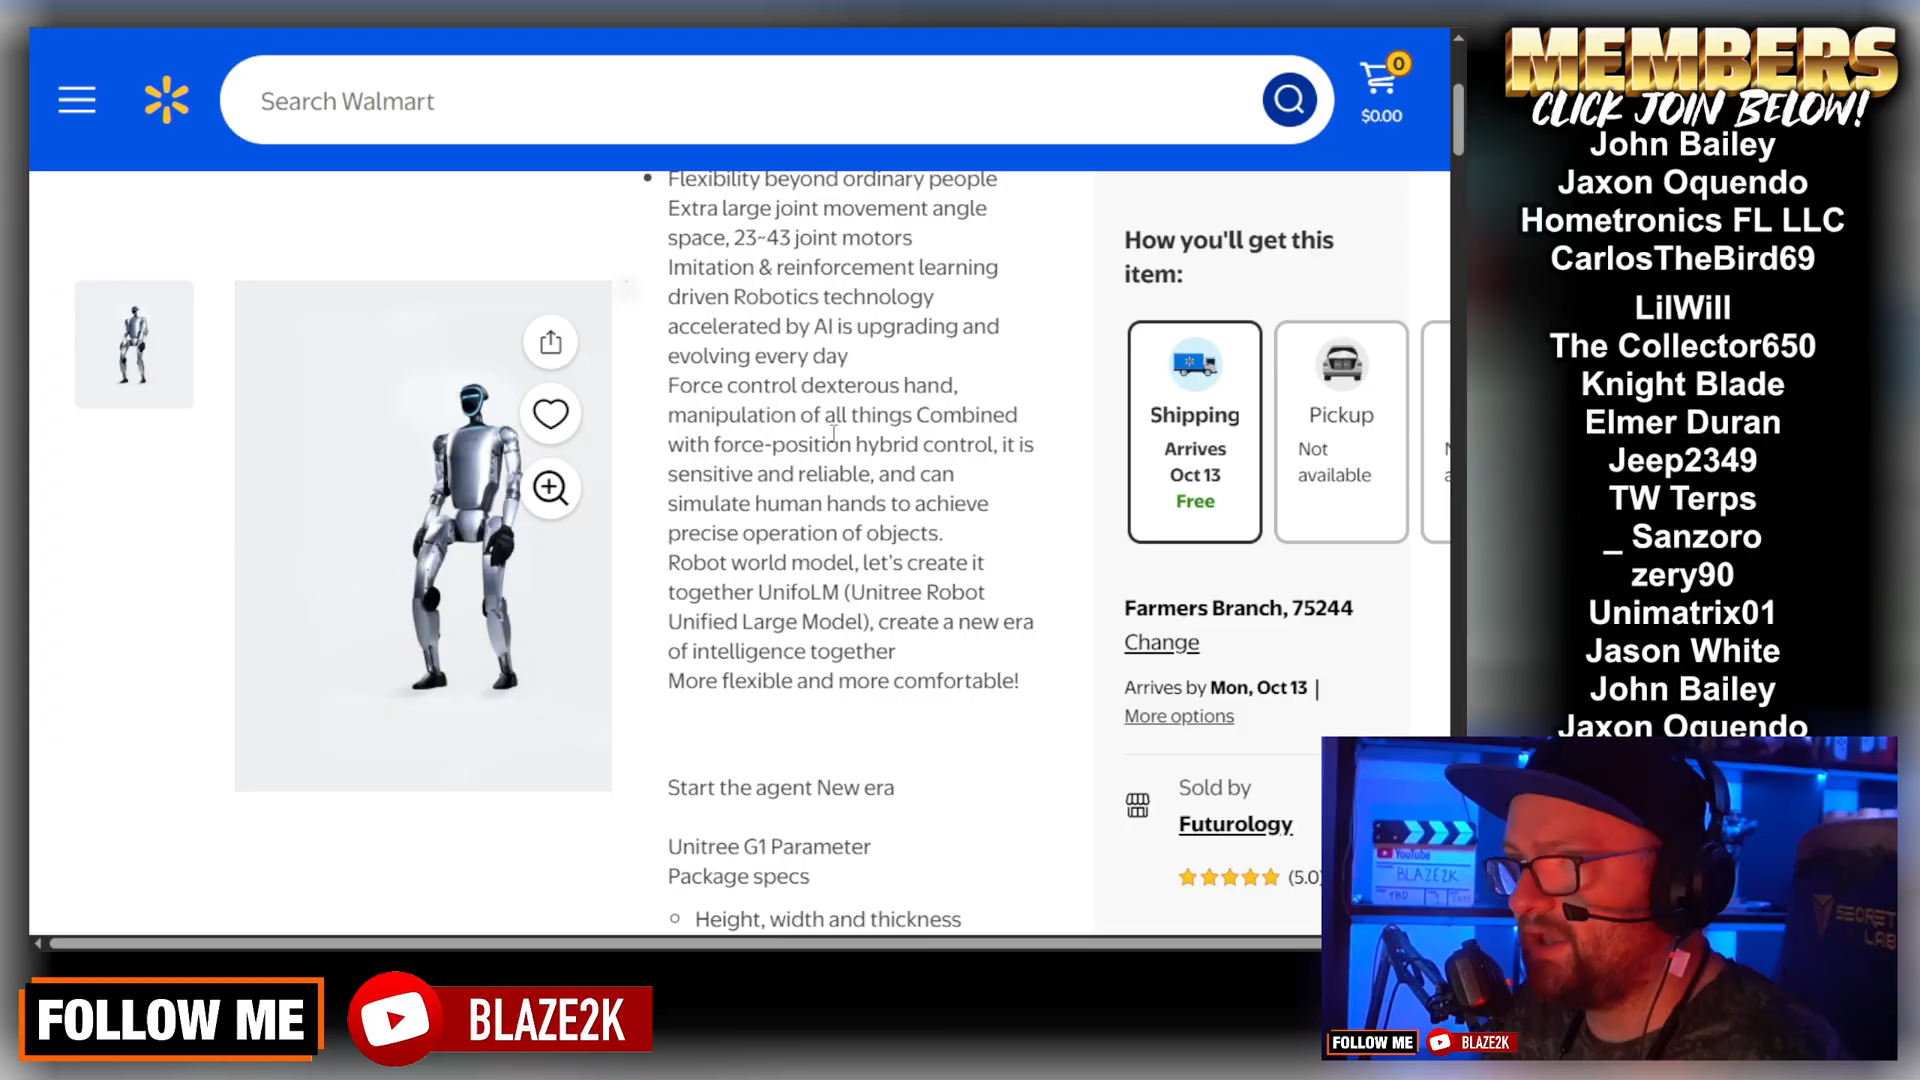 Search Walmart
0
$0.00
Flexibility beyond ordinary people
Extra large joint movement angle
space, 23~43 joint motors
Imitation & reinforcement learning
driven Robotics technology
accelerated by AI is upgrading and
evolving every day
Force control dexterous hand,
manipulation of all things Combined
with force-position hybrid control, it is
sensitive and reliable, and can
simulate human hands to achieve
precise operation of objects.
Robot world model, let's create it
together UnifoLM (Unitree Robot
Unified Large Model), create a new era
of intelligence together
More flexible and more comfortable!
Start the agent New era
Unitree G1 Parameter
Package specs
Height, width and thickness
How you'll get this
item:
Shipping
Arrives
Oct 13
Free
Pickup
Not
available
Farmers Branch, 75244
Change
Arrives by Mon, Oct 13 |
More options
Sold by
Futurology
(5.0)
MEMBERS
CLICK JOIN BELOW!
John Bailey
Jaxon Oquendo
Hometronics FL LLC
CarlosTheBird69
LilWill
The Collector650
Knight Blade
Elmer Duran
Jeep2349
TW Terps
_ Sanzoro
zery90
Unimatrix01
Jason White
John Bailey
Jaxon Oquendo
YouTube
BLAZE2K
SECRET
LAB
FOLLOW ME
BLAZE2K
FOLLOW ME
BLAZE2K